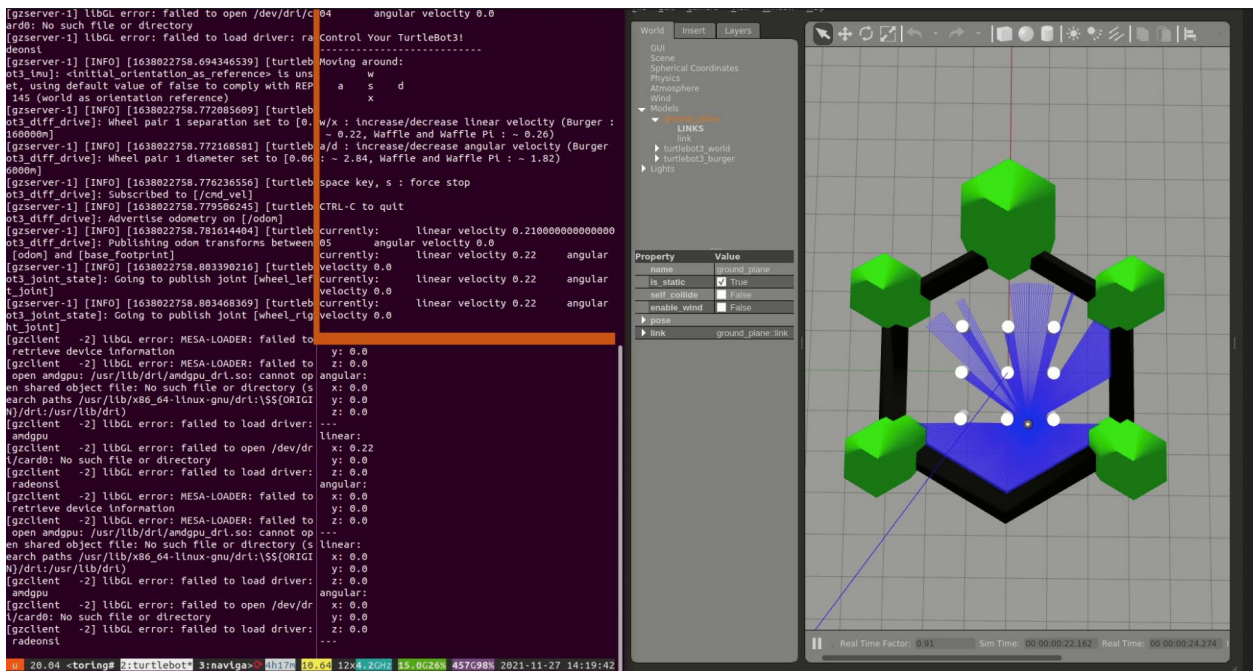 [gzserver-1] libGL error: failed to open /dev/dri/c
ard0: No such file or directory
[gzserver-1] libGL error: failed to load driver: ra
deonsi
[gzserver-1] [INFO] [1638022758.694346539] [turtleb
ot3_imu]: <initial_orientation_as_reference> is uns
et, using default value of false to comply with REP
 145 (world as orientation reference)
[gzserver-1] [INFO] [1638022758.772085609] [turtleb
ot3_diff_drive]: Wheel pair 1 separation set to [0.
160000m]
[gzserver-1] [INFO] [1638022758.772168581] [turtleb
ot3_diff_drive]: Wheel pair 1 diameter set to [0.06
6000m]
[gzserver-1] [INFO] [1638022758.776236556] [turtleb
ot3_diff_drive]: Subscribed to [/cmd_vel]
[gzserver-1] [INFO] [1638022758.779506245] [turtleb
ot3_diff_drive]: Advertise odometry on [/odom]
[gzserver-1] [INFO] [1638022758.781614404] [turtleb
ot3_diff_drive]: Publishing odom transforms between
 [odom] and [base_footprint]
[gzserver-1] [INFO] [1638022758.803390216] [turtleb
ot3_joint_state]: Going to publish joint [wheel_lef
t_joint]
[gzserver-1] [INFO] [1638022758.803468369] [turtleb
ot3_joint_state]: Going to publish joint [wheel_rig
ht_joint]
[gzclient   -2] libGL error: MESA-LOADER: failed to
 retrieve device information
[gzclient   -2] libGL error: MESA-LOADER: failed to
 open amdgpu: /usr/lib/dri/amdgpu_dri.so: cannot op
en shared object file: No such file or directory (s
earch paths /usr/lib/x86_64-linux-gnu/dri:\$${ORIGI
N}/dri:/usr/lib/dri)
[gzclient   -2] libGL error: failed to load driver:
 amdgpu
[gzclient   -2] libGL error: failed to open /dev/dr
i/card0: No such file or directory
[gzclient   -2] libGL error: failed to load driver:
 radeonsi
[gzclient   -2] libGL error: MESA-LOADER: failed to
 retrieve device information
[gzclient   -2] libGL error: MESA-LOADER: failed to
 open amdgpu: /usr/lib/dri/amdgpu_dri.so: cannot op
en shared object file: No such file or directory (s
earch paths /usr/lib/x86_64-linux-gnu/dri:\$${ORIGI
N}/dri:/usr/lib/dri)
[gzclient   -2] libGL error: failed to load driver:
 amdgpu
[gzclient   -2] libGL error: failed to open /dev/dr
i/card0: No such file or directory
[gzclient   -2] libGL error: failed to load driver:
 radeonsi
04      angular velocity 0.0
Control Your TurtleBot3!
---------------------------
Moving around:
        w
   a    s    d
        x
w/x : increase/decrease linear velocity (Burger :
 ~ 0.22, Waffle and Waffle Pi : ~ 0.26)
a/d : increase/decrease angular velocity (Burger
: ~ 2.84, Waffle and Waffle Pi : ~ 1.82)
space key, s : force stop
CTRL-C to quit
currently:      linear velocity 0.210000000000000
05      angular velocity 0.0
currently:      linear velocity 0.22    angular
velocity 0.0
currently:      linear velocity 0.22    angular
velocity 0.0
currently:      linear velocity 0.22    angular
velocity 0.0
  y: 0.0
  z: 0.0
angular:
  x: 0.0
  y: 0.0
  z: 0.0
---
linear:
  x: 0.22
  y: 0.0
  z: 0.0
angular:
  x: 0.0
  y: 0.0
  z: 0.0
---
linear:
  x: 0.0
  y: 0.0
  z: 0.0
angular:
  x: 0.0
  y: 0.0
  z: 0.0
---
u 20.04 <toring# 2:turtlebot* 3:naviga> 4h17m 10.64 12x4.2GHz 15.0G26% 457G98% 2021-11-27 14:19:42
World Insert Layers
GUI
Scene
Spherical Coordinates
Physics
Atmosphere
Wind
Models
ground_plane
LINKS
link
turtlebot3_world
turtlebot3_burger
Lights
Property Value
name ground_plane
is_static True
self_collide False
enable_wind False
pose
link ground_plane::link
Real Time Factor: 0.91 Sim Time: 00 00:00:22.162 Real Time: 00 00:00:24.274